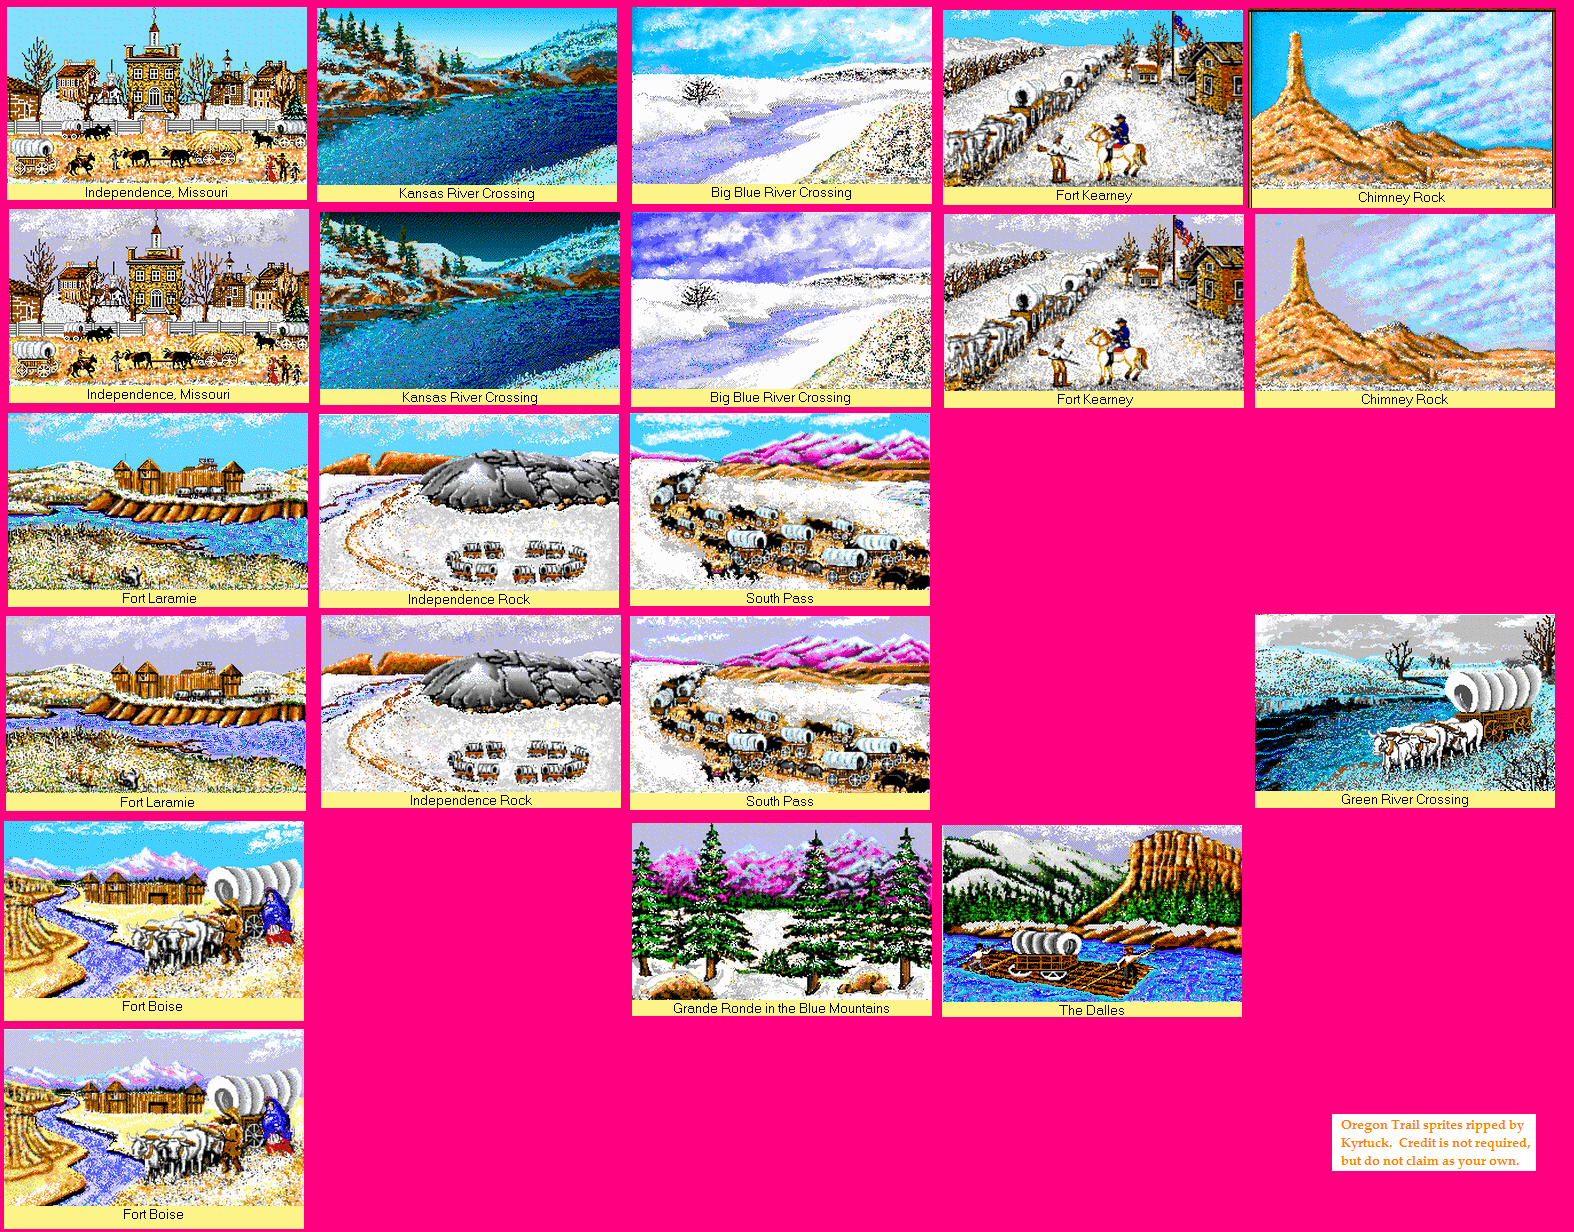 Independence, Missouri
Kansas River Crossing
Big Blue River Crossing
Fort Kearney
Chimney Rock
Independence, Missouri
Kansas River Crossing
Big Blue River Crossing
Fort Kearney
Chimney Rock
Fort Laramie
Independence Rock
South Pass
Fort Laramie
Independence Rock
South Pass
Green River Crossing
Fort Boise
Grande Ronde in the Blue Mountains
The Dalles
Fort Boise
Oregon Trail sprites ripped by
Kyrtuck. Credit is not required,
but do not claim as your own.